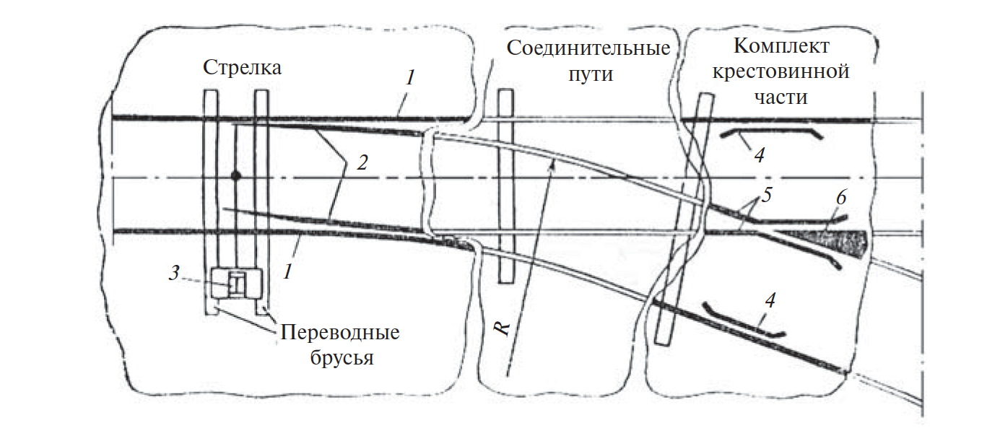 Стрелка
Соединительные
пути
Комплект
крестовинной
части
1
2
3
1
4
5
6
4
R
Переводные
брусья